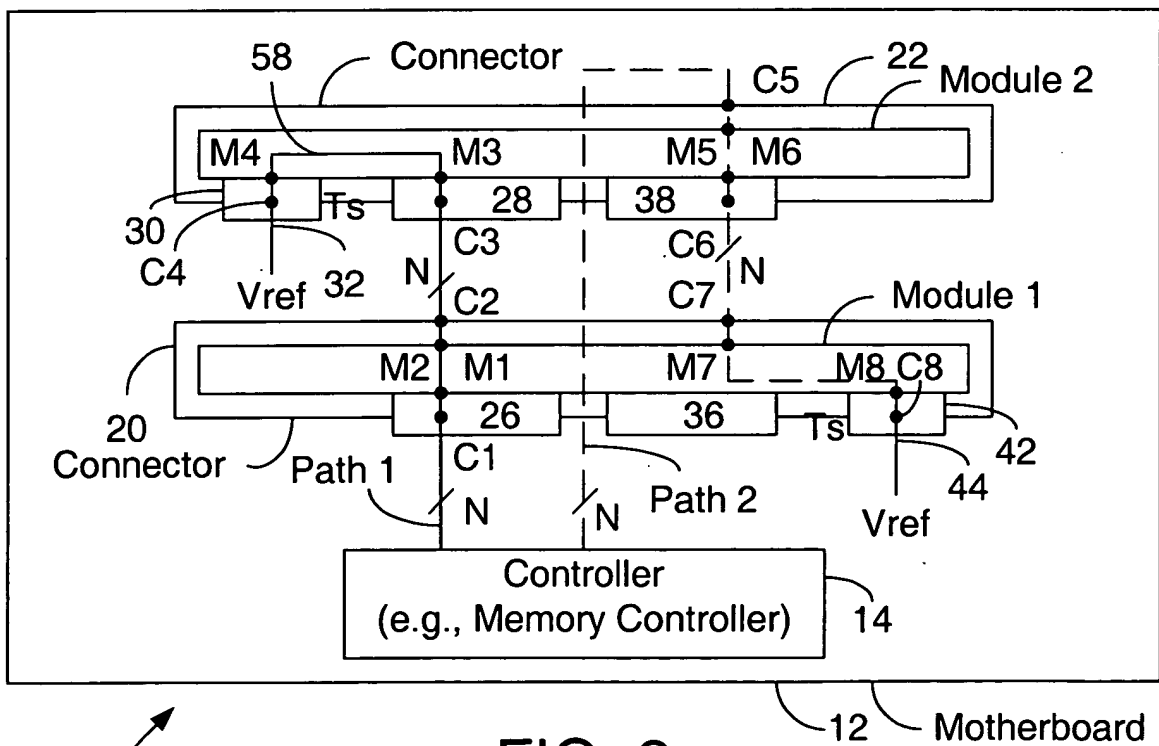 58
Connector
22
C5
Module 2
M4
M3
M5
M6
30
Ts
28
38
C4
C3
C6
Vref
32
N
N
C2
C7
Module 1
M2
M1
M7
M8
C8
20
26
36
Ts
42
Connector
C1
Path 1
N
N
Path 2
44
Vref
Controller
(e.g., Memory Controller)
14
12
Motherboard